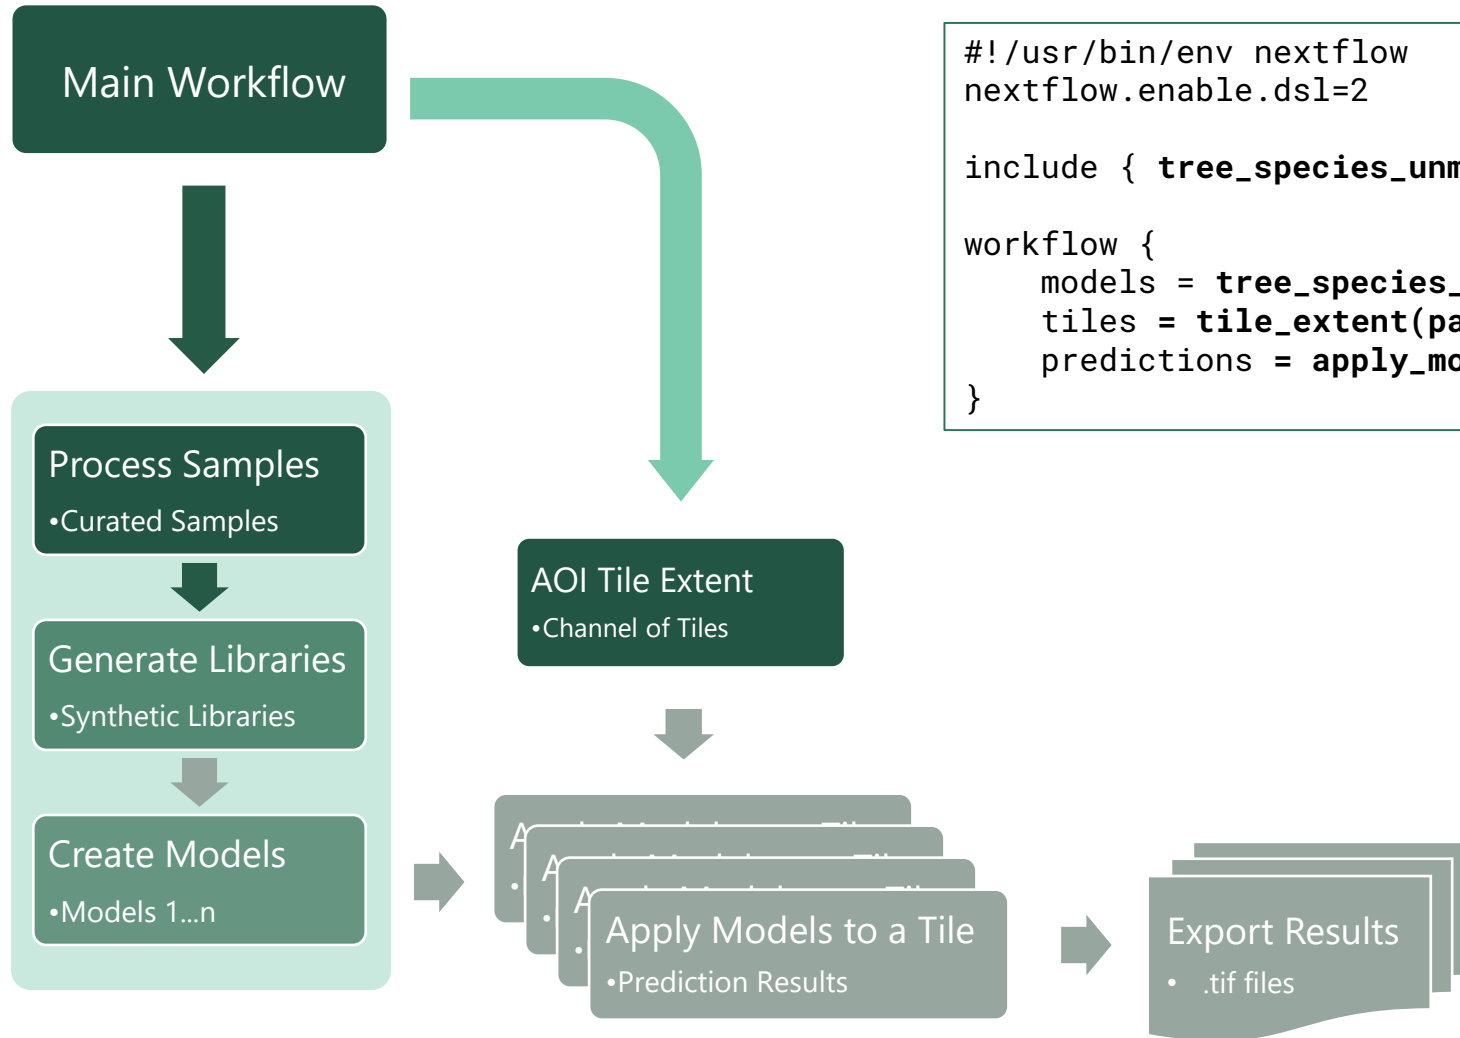 Main Workflow
#!/usr/bin/env nextflow
nextflow.enable.dsl=2
include {
workflow {
models =
tiles = 
predictions =
}
Process Samples
•Curated Samples
Generate Libraries
•Synthetic Libraries
Create Models
•Models 1...n
AOI Tile Extent
•Channel of Tiles
Apply Models to a Tile
•Prediction Results
Export Results
• .tif files